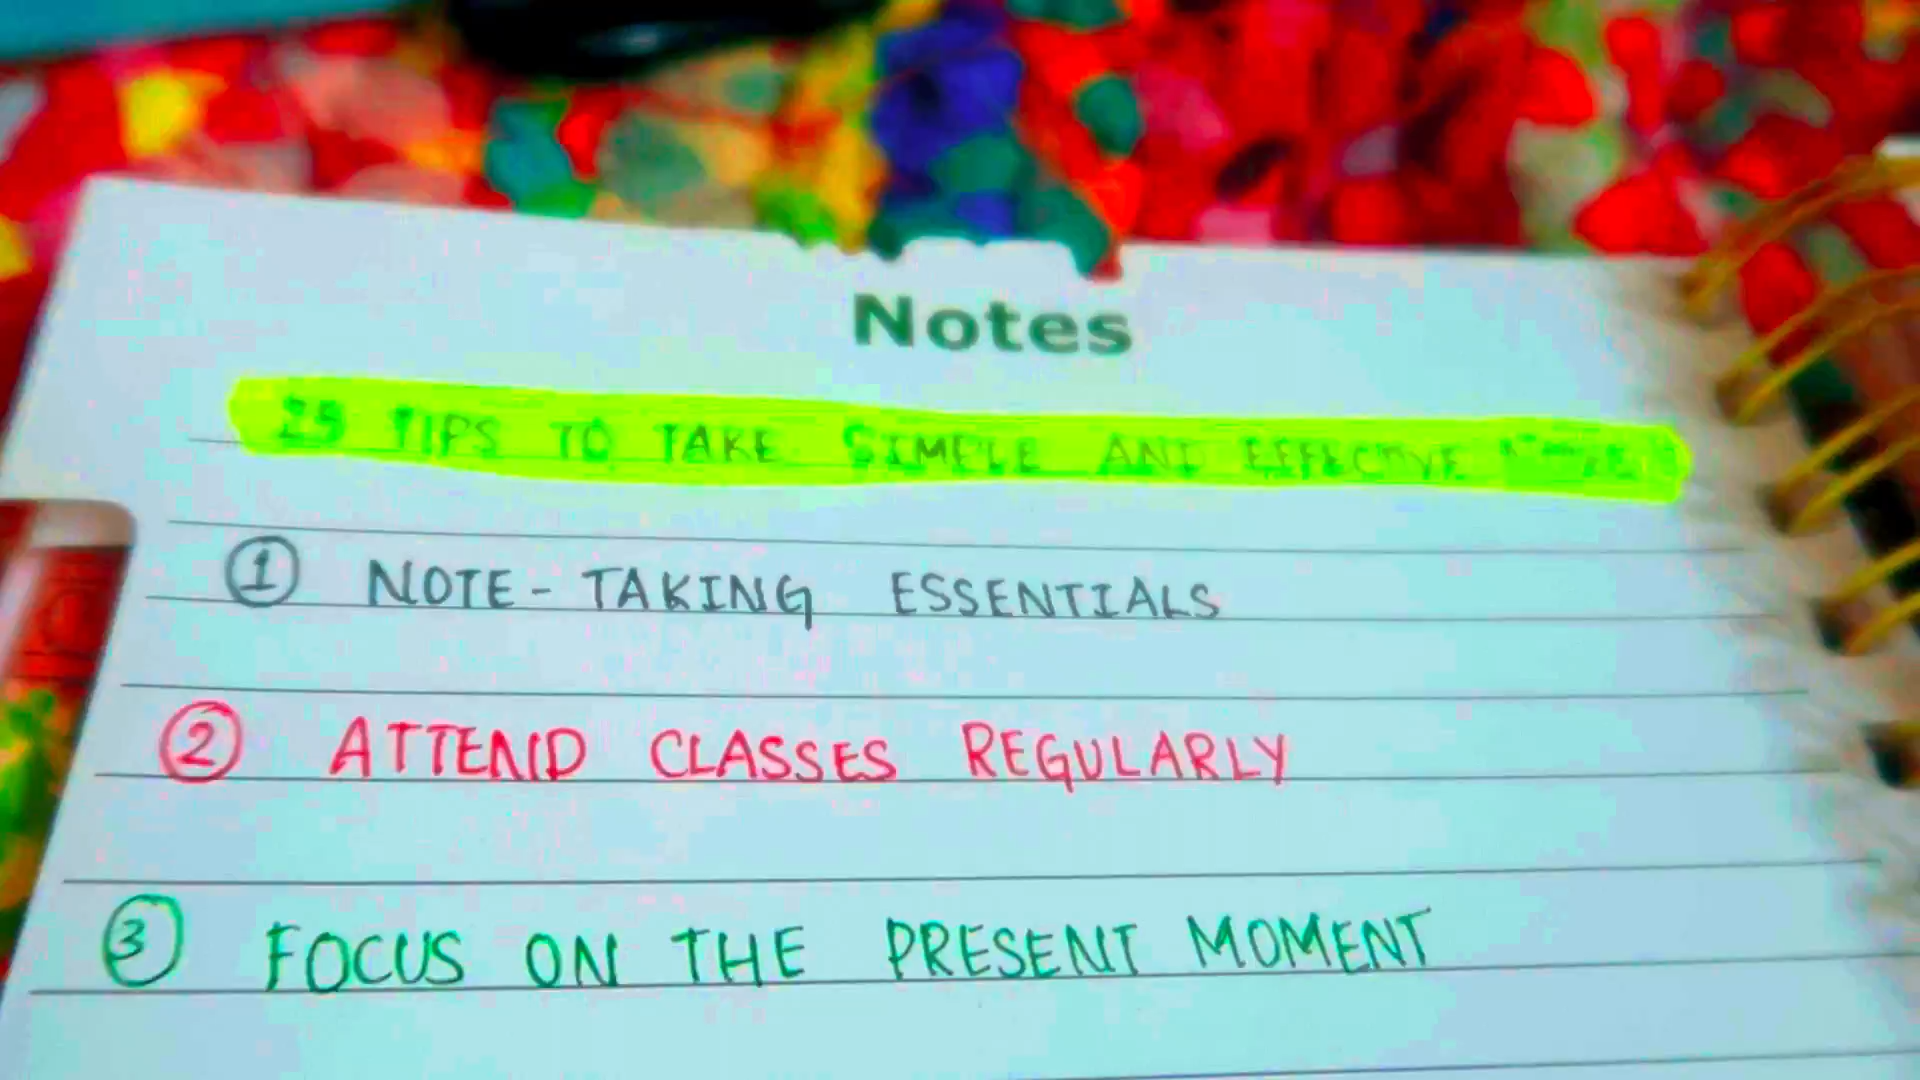 Notes
25 TIPS TO TAKE SIMPLE AND EFFECTIVE
1 NOTE-TAKING ESSENTIALS
2 ATTEND CLASSES REGULARLY
3 FOCUS ON THE PRESENT MOMENT